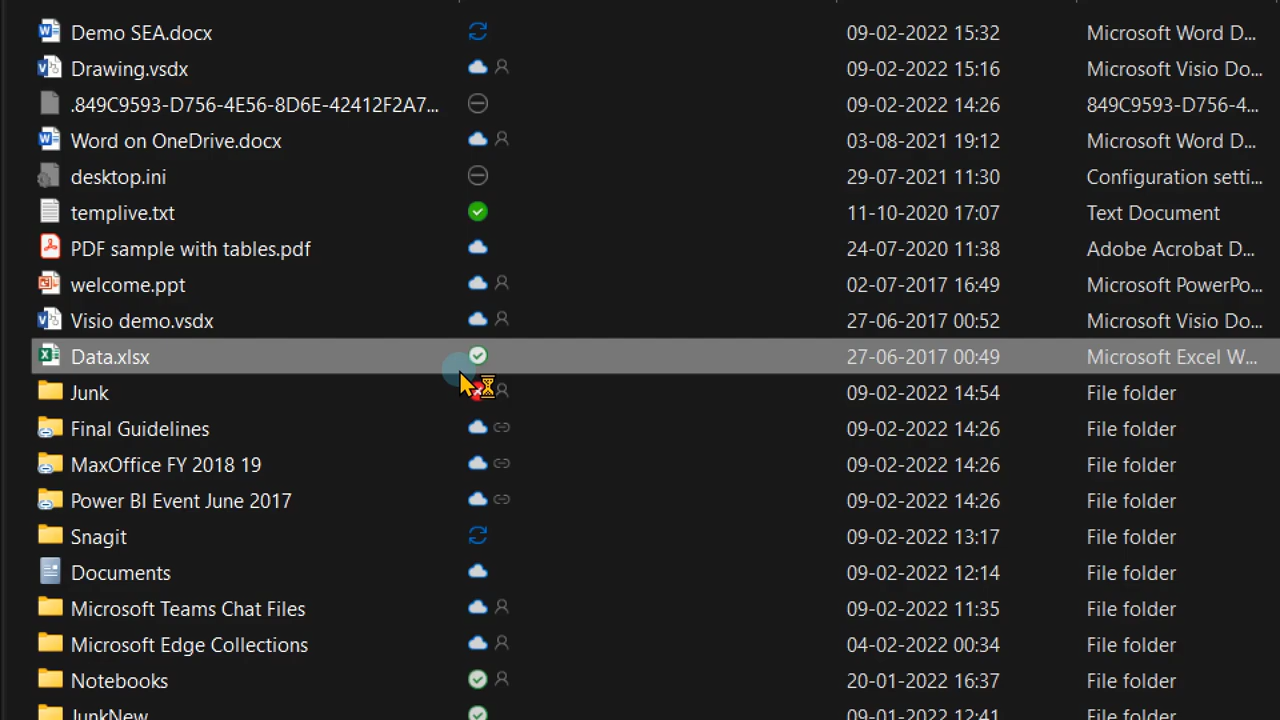 Demo SEA.docx 09-02-2022 15:32 Microsoft Word D...
Drawing.vsdx 09-02-2022 15:16 Microsoft Visio Do...
.849C9593-D756-4E56-8D6E-42412F2A7... 09-02-2022 14:26 849C9593-D756-4...
Word on OneDrive.docx 03-08-2021 19:12 Microsoft Word D...
desktop.ini 29-07-2021 11:30 Configuration setti...
templive.txt 11-10-2020 17:07 Text Document
PDF sample with tables.pdf 24-07-2020 11:38 Adobe Acrobat D...
welcome.ppt 02-07-2017 16:49 Microsoft PowerPo...
Visio demo.vsdx 27-06-2017 00:52 Microsoft Visio Do...
Data.xlsx 27-06-2017 00:49 Microsoft Excel W...
Junk 09-02-2022 14:54 File folder
Final Guidelines 09-02-2022 14:26 File folder
MaxOffice FY 2018 19 09-02-2022 14:26 File folder
Power BI Event June 2017 09-02-2022 14:26 File folder
Snagit 09-02-2022 13:17 File folder
Documents 09-02-2022 12:14 File folder
Microsoft Teams Chat Files 09-02-2022 11:35 File folder
Microsoft Edge Collections 04-02-2022 00:34 File folder
Notebooks 20-01-2022 16:37 File folder
JunkNew 09-01-2022 12:41 File folder